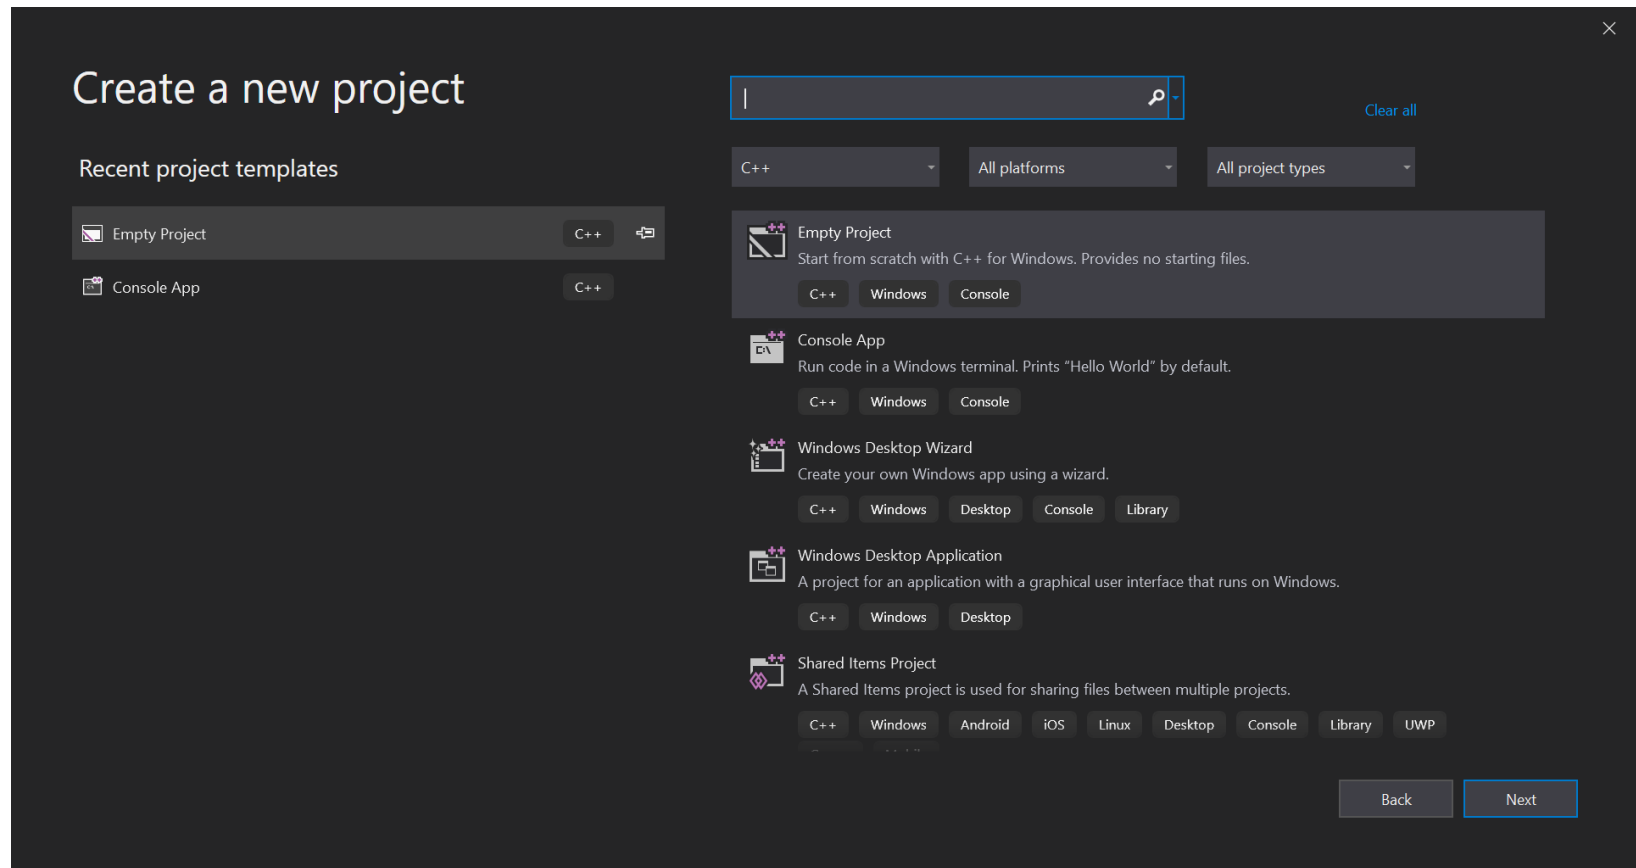 Create a new project
Clear all
Recent project templates
C++
All platforms
All project types
Empty Project
C++
Console App
C++
Empty Project
Start from scratch with C++ for Windows. Provides no starting files.
C++ Windows Console
Console App
Run code in a Windows terminal. Prints "Hello World" by default.
C++ Windows Console
Windows Desktop Wizard
Create your own Windows app using a wizard.
C++ Windows Desktop Console Library
Windows Desktop Application
A project for an application with a graphical user interface that runs on Windows.
C++ Windows Desktop
Shared Items Project
A Shared Items project is used for sharing files between multiple projects.
C++ Windows Android iOS Linux Desktop Console Library UWP
Back
Next